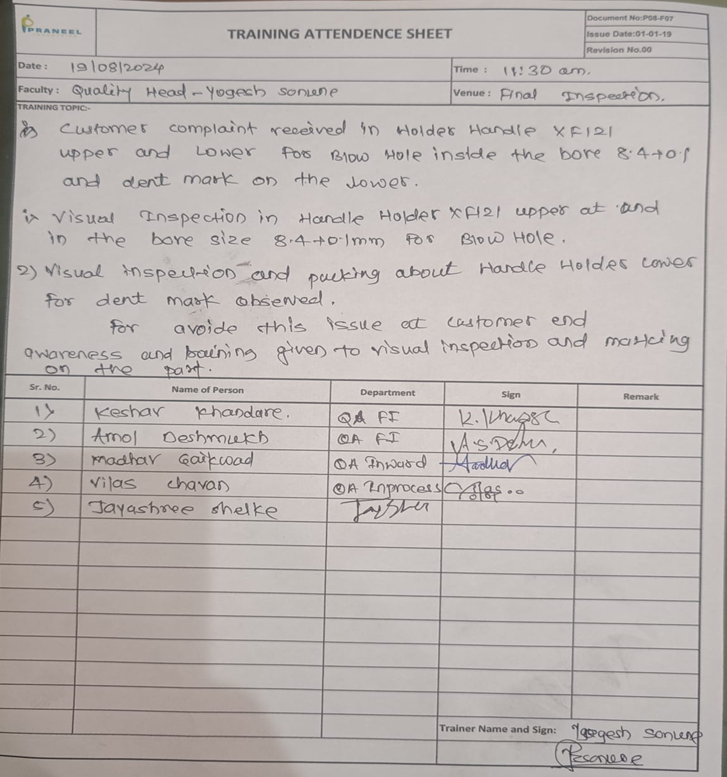 PRANEEL
TRAINING ATTENDENCE SHEET
Document No:P08-F07
Issue Date:01-01-19
Revision No.00
Date: 19/08/2024
Time: 11:30 am.
Faculty: Quality Head - Yogesh sonune
Venue: Final Inspection.
TRAINING TOPIC:-
Customer complaint received in Holder Handle XF121
upper and Lower For Blow Hole inside the bore 8.4+0.1
and dent mark on the lower.
1) Visual Inspection in Handle Holder XF121 upper at and
in the bore size 8.4+0.1mm For Blow Hole.
2) Visual inspection and packing about Handle Holder Lower
for dent mark observed.
for avoide this issue at customer end
awareness and training given to visual inspection and marking
on the part.
Sr. No. Name of Person Department Sign Remark
1) Keshav Khandare. QA FI
2) Amol Deshmukh QA FI
3) Madhav Gaikwad QA Inward
4) Vilas Chavan QA Inprocess
5) Jayashree Shelke
Trainer Name and Sign: Yogesh sonune